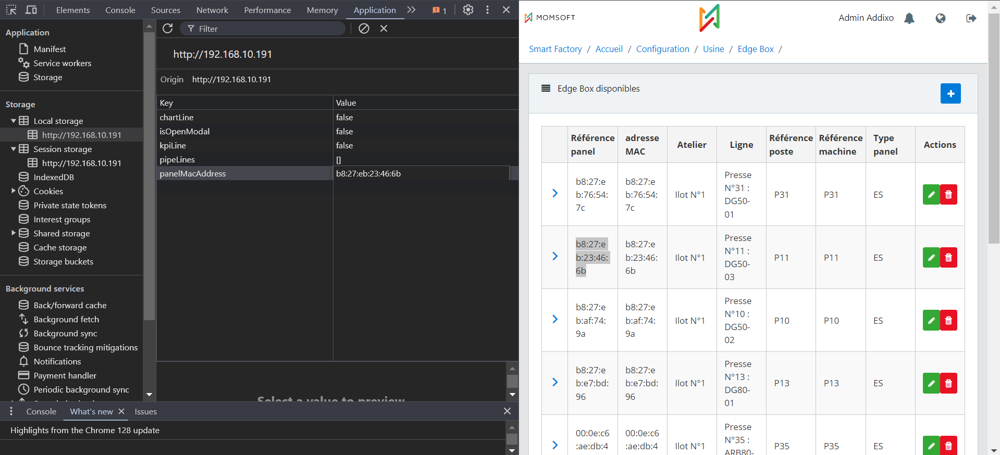 Elements Console Sources Network Performance Memory Application 1
Application
Manifest
Service workers
Storage
Storage
Local storage
http://192.168.10.191
Session storage
http://192.168.10.191
IndexedDB
Cookies
Private state tokens
Interest groups
Shared storage
Cache storage
Storage buckets
Background services
Back/forward cache
Background fetch
Background sync
Bounce tracking mitigations
Notifications
Payment handler
Periodic background sync
Filter
http://192.168.10.191
Origin http://192.168.10.191
Key Value
chartLine false
isOpenModal false
kpiLine false
pipeLines []
panelMacAddress b8:27:eb:23:46:6b
Select a value to preview
Console What's new Issues
Highlights from the Chrome 128 update
MOMSOFT
Admin Addixo
Smart Factory / Accueil / Configuration / Usine / Edge Box /
Edge Box disponibles
Référence panel
adresse MAC
Atelier
Ligne
Référence poste
Référence machine
Type panel
Actions
b8:27:e
b:76:54:
7c
b8:27:e
b:76:54:
7c
Ilot N°1
Presse
N°31 :
DG50-
01
P31
P31
ES
b8:27:e
b:23:46:
6b
b8:27:e
b:23:46:
6b
Ilot N°1
Presse
N°11 :
DG50-
03
P11
P11
ES
b8:27:e
b:af:74:
9a
b8:27:e
b:af:74:
9a
Ilot N°1
Presse
N°10 :
DG50-
02
P10
P10
ES
b8:27:e
b:e7:bd:
96
b8:27:e
b:e7:bd:
96
Ilot N°1
Presse
N°13 :
DG80-
01
P13
P13
ES
00:0e:c6
:ae:db:4
00:0e:c6
:ae:db:4
Ilot N°1
Presse
N°35 :
ARB80-
P35
P35
ES